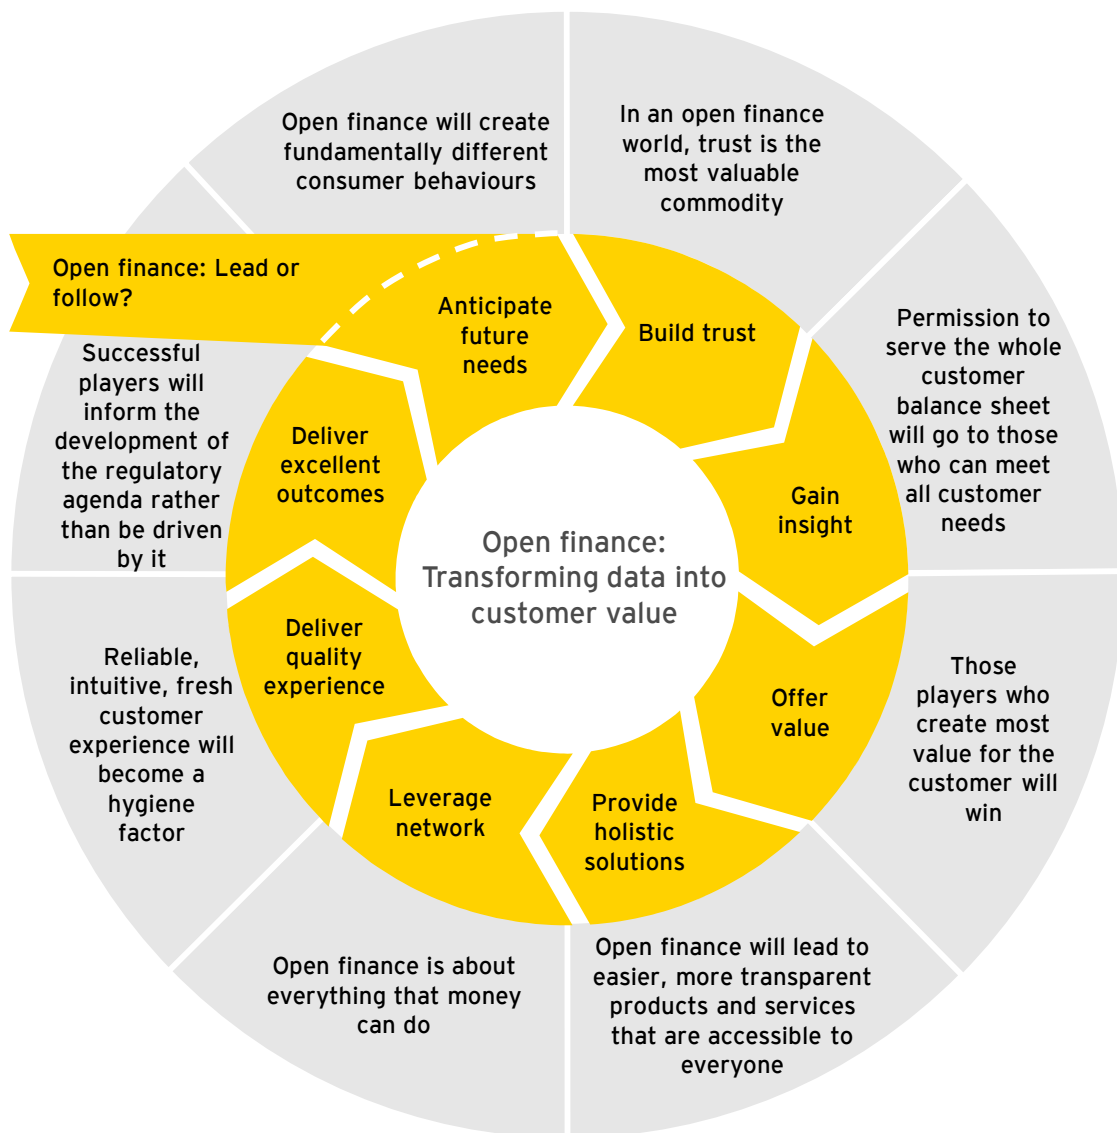 Open finance will create
fundamentally different
consumer behaviours
In an open finance
world, trust is the
most valuable
commodity
Open finance: Lead or
follow?
Anticipate
future
needs
Build trust
Permission to
serve the whole
customer
balance sheet
will go to those
who can meet
all customer
needs
Successful
players will
inform the
development of
the regulatory
agenda rather
than be driven
by it
Deliver
excellent
outcomes
Gain
insight
Open finance:
Transforming data into
customer value
Deliver
quality
experience
Reliable,
intuitive, fresh
customer
experience will
become a
hygiene
factor
Offer
value
Those
players who
create most
value for the
customer will
win
Leverage
network
Provide
holistic
solutions
Open finance is about
everything that money
can do
Open finance will lead to
easier, more transparent
products and services
that are accessible to
everyone